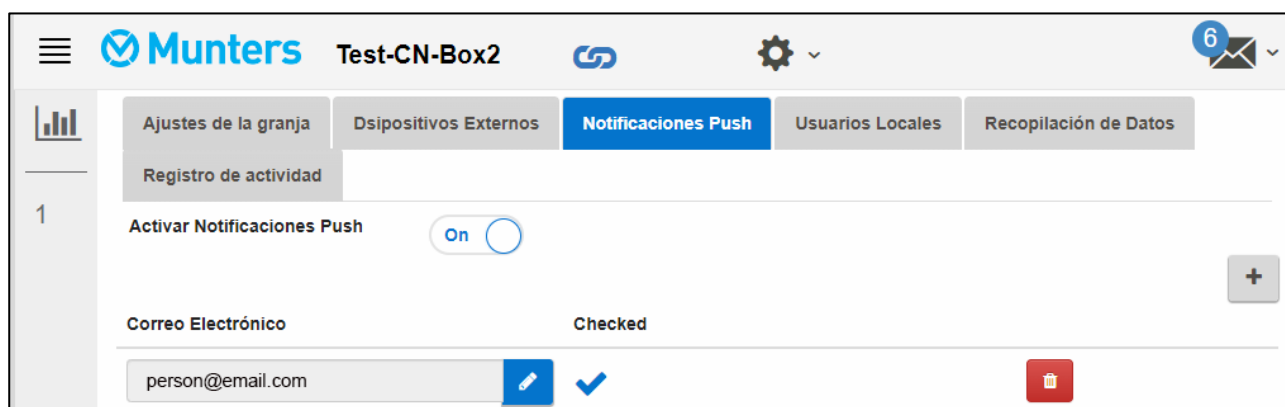 Munters Test-CN-Box2 6
Ajustes de la granja Dsipositivos Externos Notificaciones Push Usuarios Locales Recopilación de Datos
Registro de actividad
1
Activar Notificaciones Push On
+
Correo Electrónico Checked
person@email.com